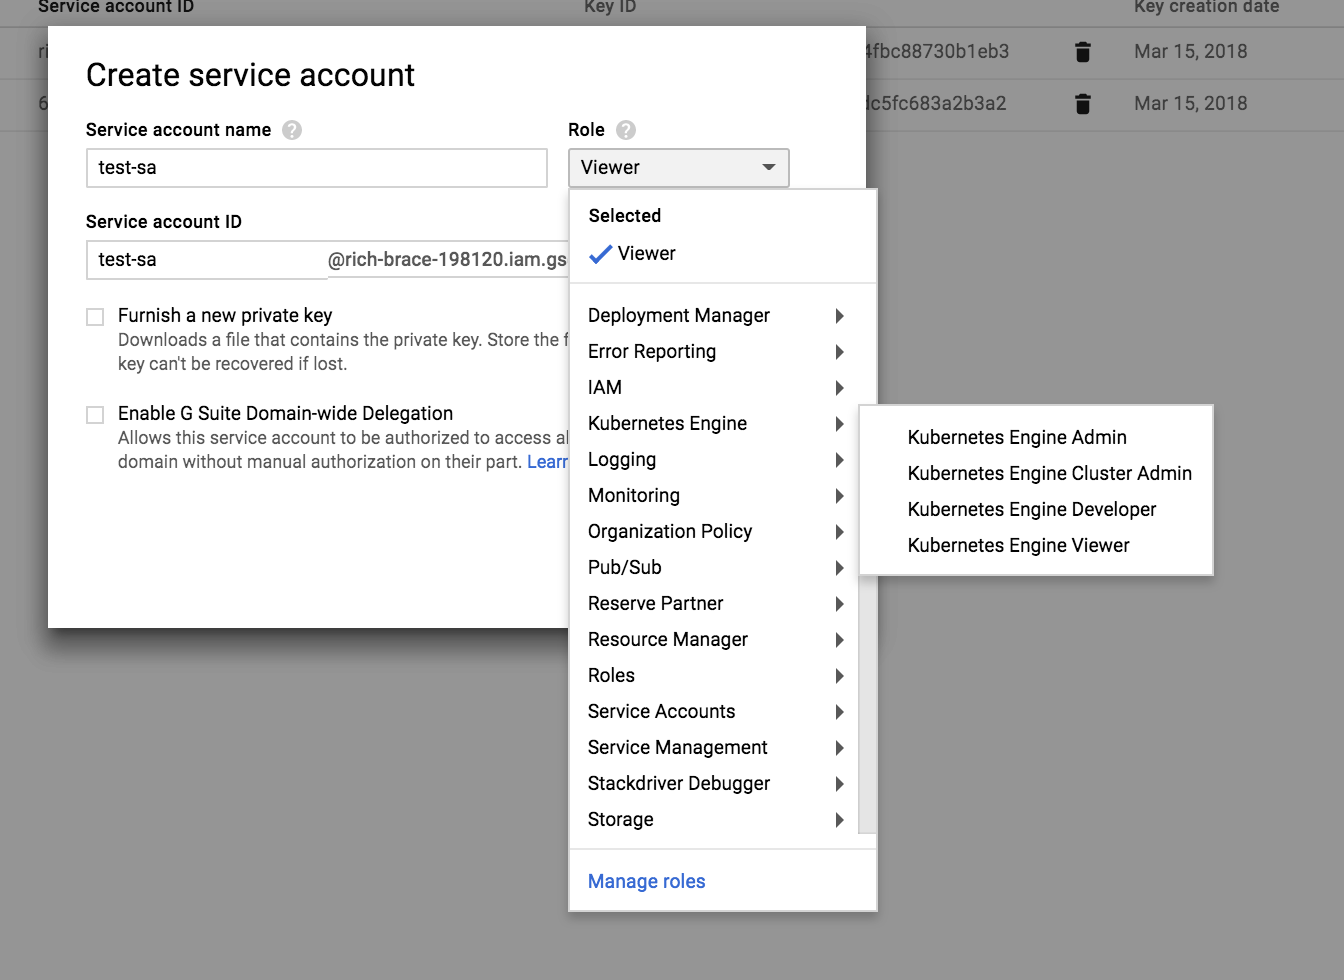 Service account ID
Key ID
Key creation date
4fbc88730b1eb3
Mar 15, 2018
6
dc5fc683a2b3a2
Mar 15, 2018
Create service account
Service account name
Role
test-sa
Viewer
Service account ID
test-sa
@rich-brace-198120.iam.gs
Furnish a new private key
Downloads a file that contains the private key. Store the f
key can't be recovered if lost.
Enable G Suite Domain-wide Delegation
Allows this service account to be authorized to access al
domain without manual authorization on their part. Learn
Selected
Viewer
Deployment Manager
Error Reporting
IAM
Kubernetes Engine
Logging
Monitoring
Organization Policy
Pub/Sub
Reserve Partner
Resource Manager
Roles
Service Accounts
Service Management
Stackdriver Debugger
Storage
Manage roles
Kubernetes Engine Admin
Kubernetes Engine Cluster Admin
Kubernetes Engine Developer
Kubernetes Engine Viewer